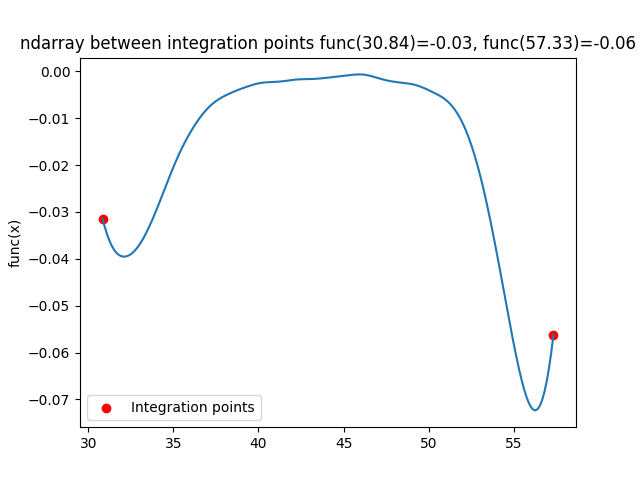 ndarray between integration points func(30.84)=-0.03, func(57.33)=-0.06
0.00
−0.01
−0.02
−0.03
−0.04
−0.05
−0.06
−0.07
func(x)
Integration points
30 35 40 45 50 55